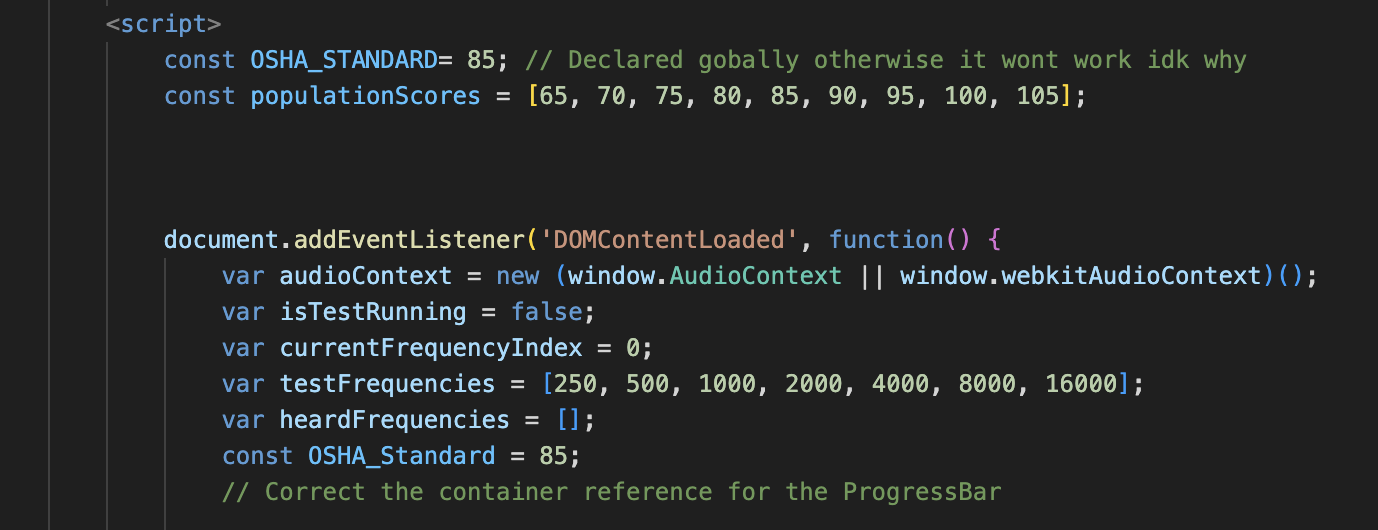 <script>
const OSHA_STANDARD= 85; // Declared gobally otherwise it wont work idk why
const populationScores = [65, 70, 75, 80, 85, 90, 95, 100, 105];
document.addEventListener('DOMContentLoaded', function() {
var audioContext = new (window.AudioContext || window.webkitAudioContext)();
var isTestRunning = false;
var currentFrequencyIndex = 0;
var testFrequencies = [250, 500, 1000, 2000, 4000, 8000, 16000];
var heardFrequencies = [];
const OSHA_Standard = 85;
// Correct the container reference for the ProgressBar